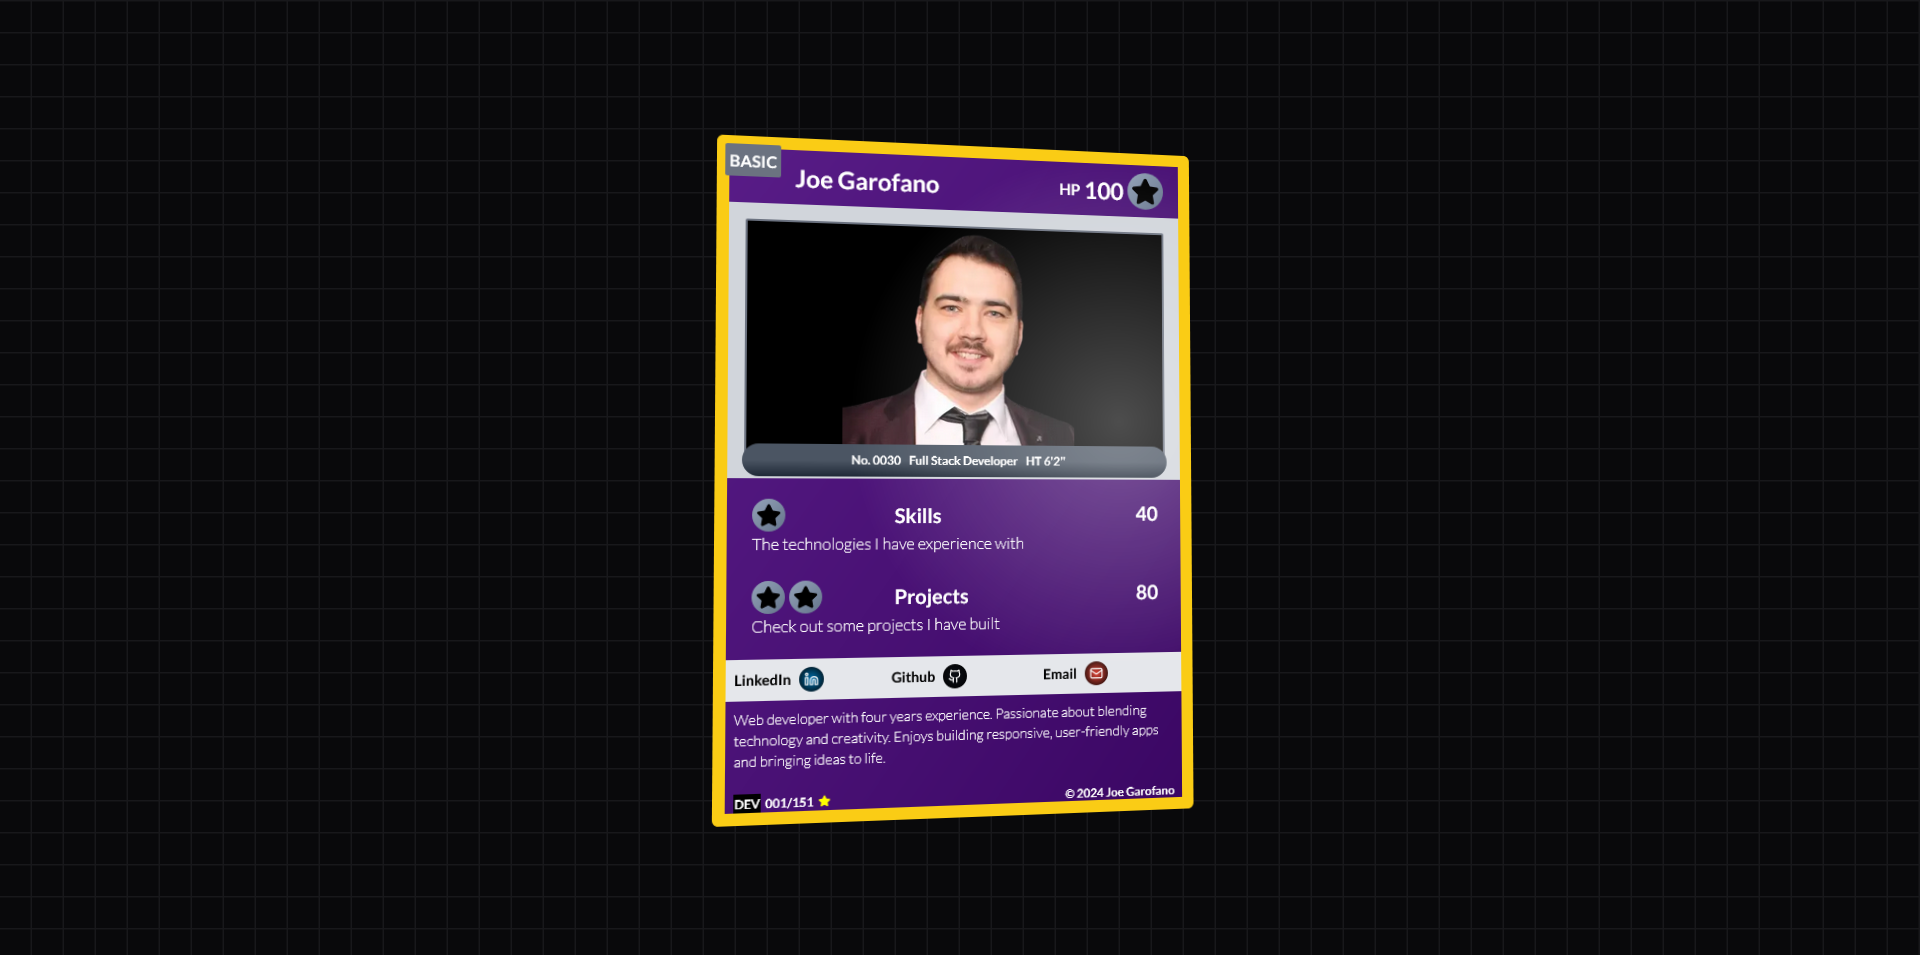 BASIC
Joe Garofano
HP 100
No. 0030 Full Stack Developer HT 6'2"
Skills 40
The technologies I have experience with
Projects 80
Check out some projects I have built
LinkedIn Github Email
Web developer with four years experience. Passionate about blending
technology and creativity. Enjoys building responsive, user-friendly apps
and bringing ideas to life.
DEV 001/151 © 2024 Joe Garofano